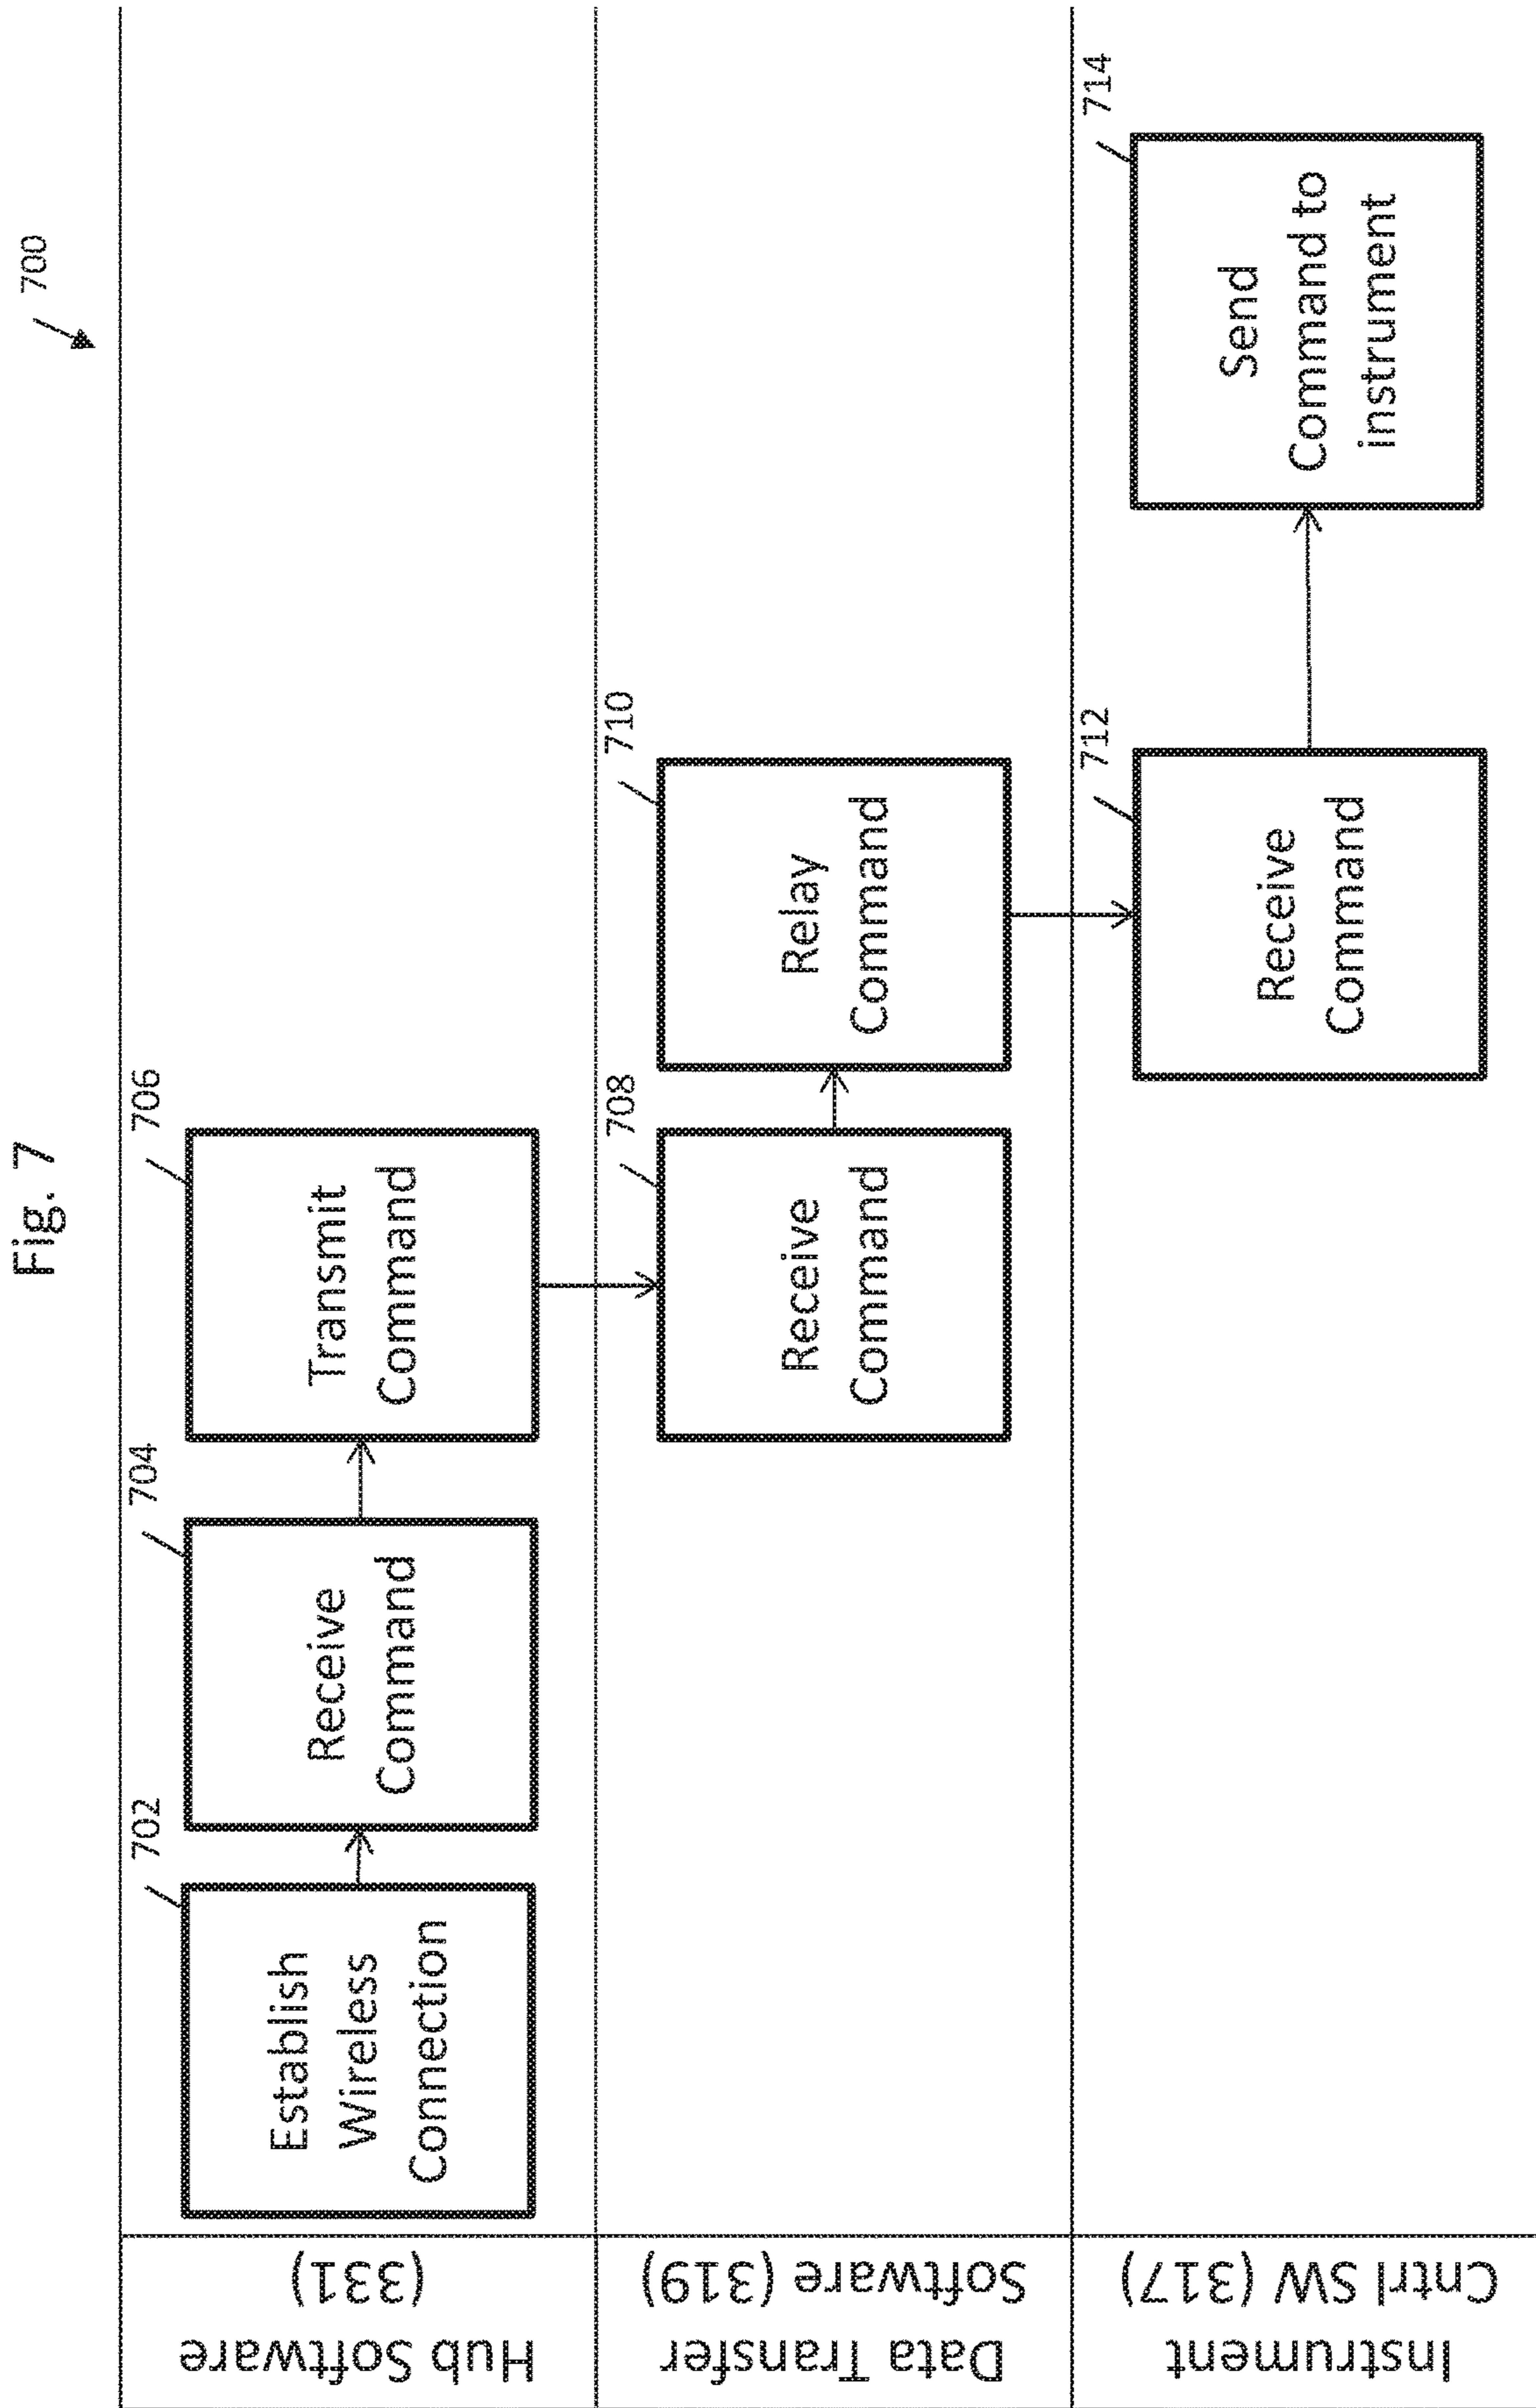 Fig. 7
700
Hub Software
(331)
702
Establish
Wireless
Connection
704
Receive
Command
706
Transmit
Command
Data Transfer
Software (319)
708
Receive
Command
710
Relay
Command
Instrument
Cntrl SW (317)
712
Receive
Command
714
Send
Command to
instrument